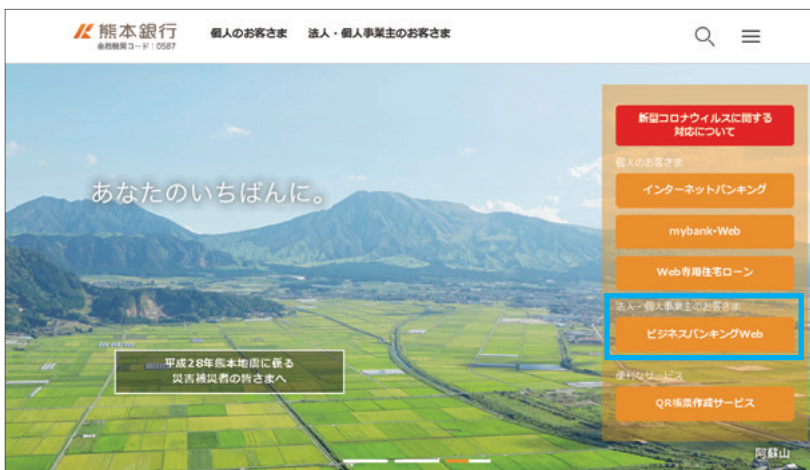 熊本銀行
金融機関コード：0587
個人のお客さま 法人・個人事業主のお客さま
新型コロナウィルスに関する
対応について
個人のお客さま
インターネットバンキング
あなたのいちばんに。
mybank-Web
Web専用住宅ローン
法人・個人事業主のお客さま
ビジネスバンキングWeb
平成28年熊本地震に係る
災害被災者の皆さまへ
便利なサービス
QR帳票作成サービス
阿蘇山